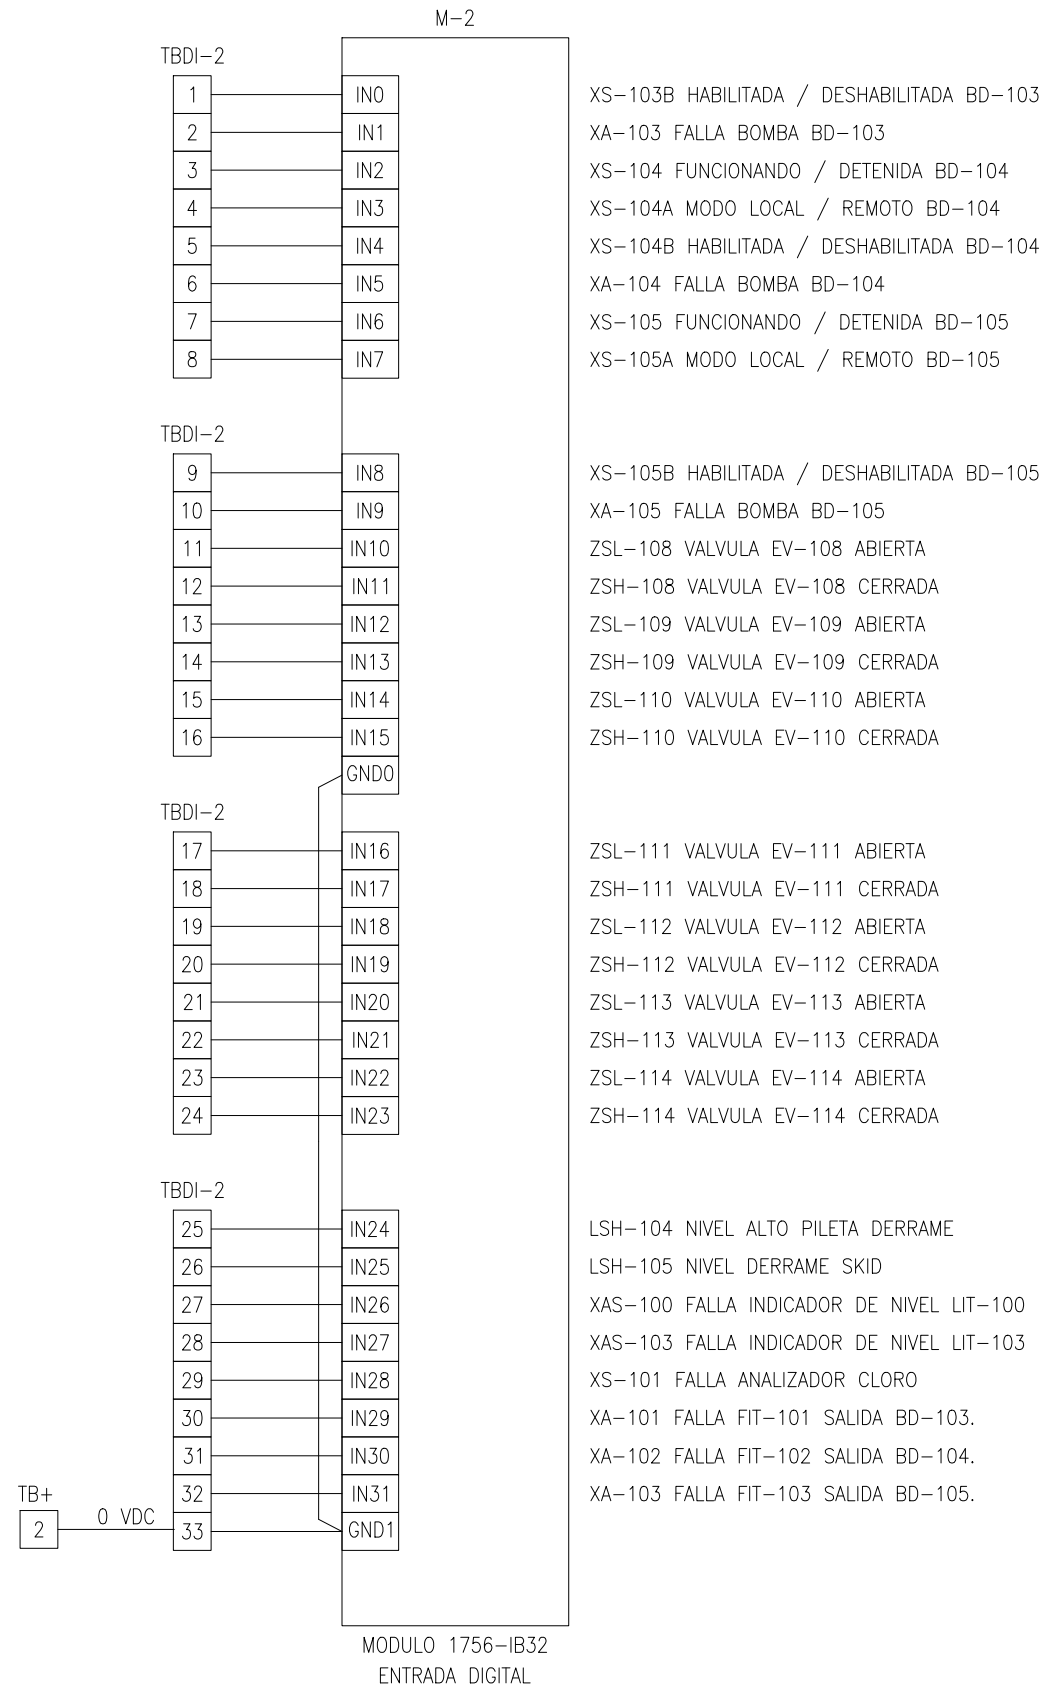 M-2
TBDI-2
1 IN0 XS-103B HABILITADA / DESHABILITADA BD-103
2 IN1 XA-103 FALLA BOMBA BD-103
3 IN2 XS-104 FUNCIONANDO / DETENIDA BD-104
4 IN3 XS-104A MODO LOCAL / REMOTO BD-104
5 IN4 XS-104B HABILITADA / DESHABILITADA BD-104
6 IN5 XA-104 FALLA BOMBA BD-104
7 IN6 XS-105 FUNCIONANDO / DETENIDA BD-105
8 IN7 XS-105A MODO LOCAL / REMOTO BD-105
TBDI-2
9 IN8 XS-105B HABILITADA / DESHABILITADA BD-105
10 IN9 XA-105 FALLA BOMBA BD-105
11 IN10 ZSL-108 VALVULA EV-108 ABIERTA
12 IN11 ZSH-108 VALVULA EV-108 CERRADA
13 IN12 ZSL-109 VALVULA EV-109 ABIERTA
14 IN13 ZSH-109 VALVULA EV-109 CERRADA
15 IN14 ZSL-110 VALVULA EV-110 ABIERTA
16 IN15 ZSH-110 VALVULA EV-110 CERRADA
GND0
TBDI-2
17 IN16 ZSL-111 VALVULA EV-111 ABIERTA
18 IN17 ZSH-111 VALVULA EV-111 CERRADA
19 IN18 ZSL-112 VALVULA EV-112 ABIERTA
20 IN19 ZSH-112 VALVULA EV-112 CERRADA
21 IN20 ZSL-113 VALVULA EV-113 ABIERTA
22 IN21 ZSH-113 VALVULA EV-113 CERRADA
23 IN22 ZSL-114 VALVULA EV-114 ABIERTA
24 IN23 ZSH-114 VALVULA EV-114 CERRADA
TBDI-2
25 IN24 LSH-104 NIVEL ALTO PILETA DERRAME
26 IN25 LSH-105 NIVEL DERRAME SKID
27 IN26 XAS-100 FALLA INDICADOR DE NIVEL LIT-100
28 IN27 XAS-103 FALLA INDICADOR DE NIVEL LIT-103
29 IN28 XS-101 FALLA ANALIZADOR CLORO
30 IN29 XA-101 FALLA FIT-101 SALIDA BD-103.
31 IN30 XA-102 FALLA FIT-102 SALIDA BD-104.
32 IN31 XA-103 FALLA FIT-103 SALIDA BD-105.
TB+
2 0 VDC 33 GND1
MODULO 1756-IB32
ENTRADA DIGITAL